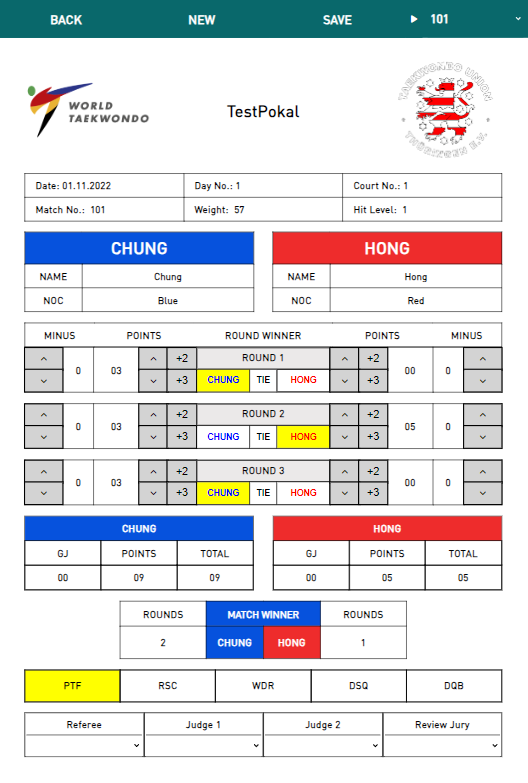 BACK NEW SAVE 101
WORLD
TAEKWONDO
TestPokal
TAEKWONDO UNION
THÜRINGEN E.V.
Date: 01.11.2022 Day No.: 1 Court No.: 1
Match No.: 101 Weight: 57 Hit Level: 1
CHUNG HONG
NAME Chung NAME Hong
NOC Blue NOC Red
MINUS POINTS ROUND WINNER POINTS MINUS
+2 ROUND 1 +2
0 03 00 0
+3 CHUNG TIE HONG +3
+2 ROUND 2 +2
0 03 05 0
+3 CHUNG TIE HONG +3
+2 ROUND 3 +2
0 03 00 0
+3 CHUNG TIE HONG +3
CHUNG HONG
GJ POINTS TOTAL GJ POINTS TOTAL
00 09 09 00 05 05
ROUNDS MATCH WINNER ROUNDS
2 CHUNG HONG 1
PTF RSC WDR DSQ DQB
Referee Judge 1 Judge 2 Review Jury